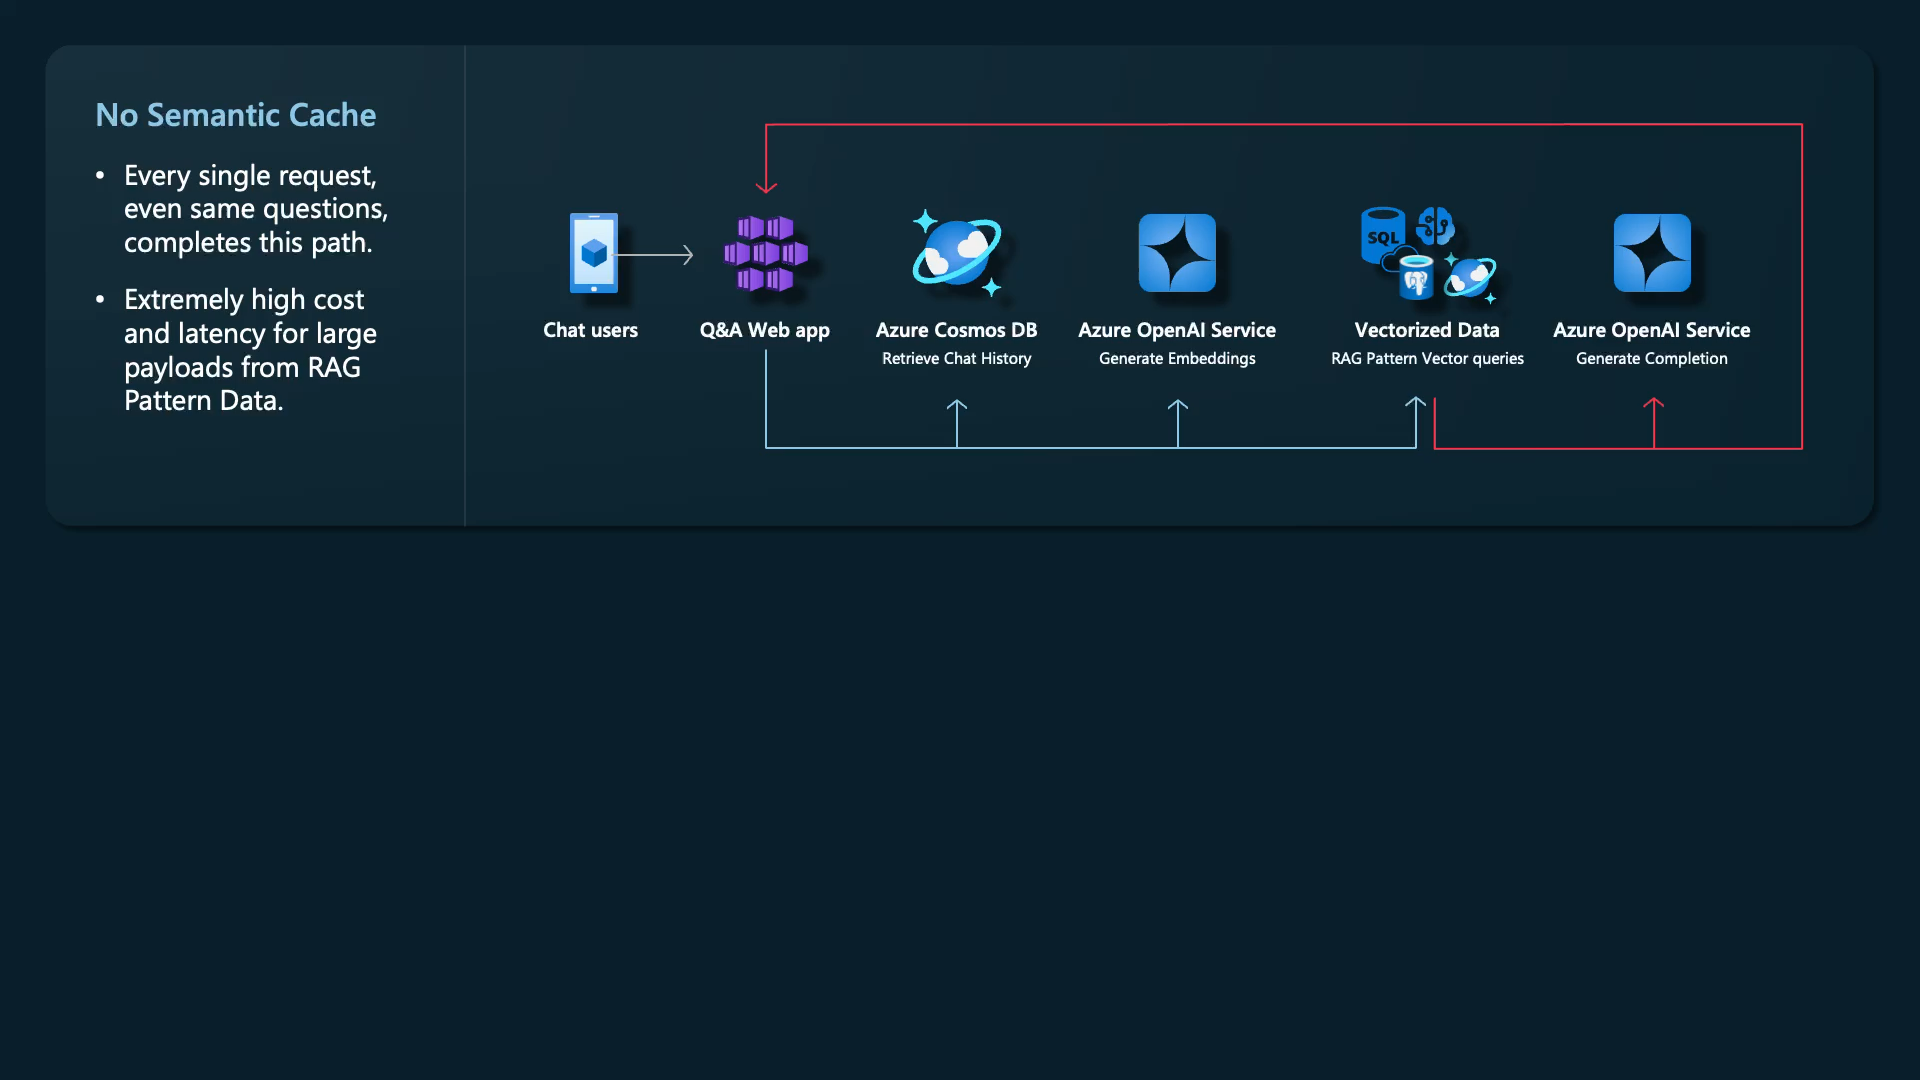 No Semantic Cache
• Every single request,
even same questions,
completes this path.
• Extremely high cost
and latency for large
payloads from RAG
Pattern Data.
SQL
Chat users
Q&A Web app
Azure Cosmos DB
Retrieve Chat History
Azure OpenAI Service
Generate Embeddings
Vectorized Data
RAG Pattern Vector queries
Azure OpenAI Service
Generate Completion